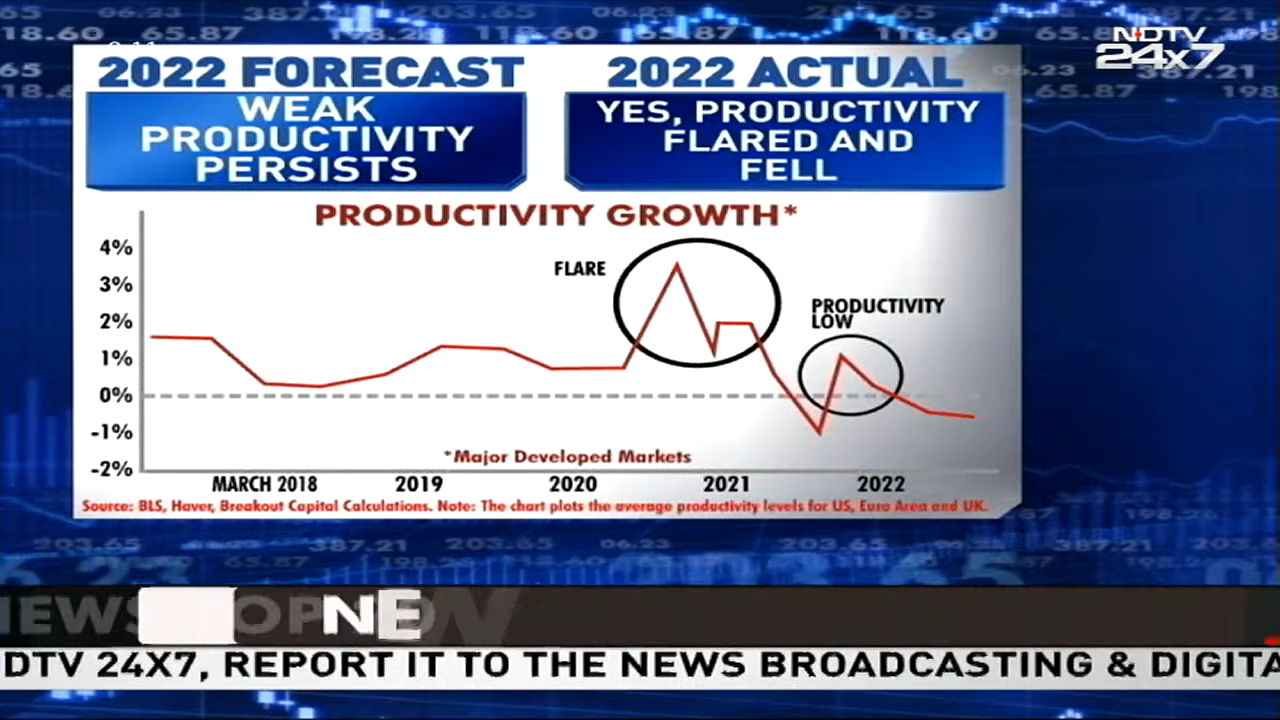 NDTV
24x7
2022 FORECAST
WEAK
PRODUCTIVITY
PERSISTS
2022 ACTUAL
YES, PRODUCTIVITY
FLARED AND
FELL
PRODUCTIVITY GROWTH*
4%
3%
2%
1%
0%
-1%
-2%
FLARE
PRODUCTIVITY
LOW
*Major Developed Markets
MARCH 2018 2019 2020 2021 2022
Source: BLS, Haver, Breakout Capital Calculations. Note: The chart plots the average productivity levels for US, Euro Area and UK.
NE
DTV 24X7, REPORT IT TO THE NEWS BROADCASTING & DIGITA